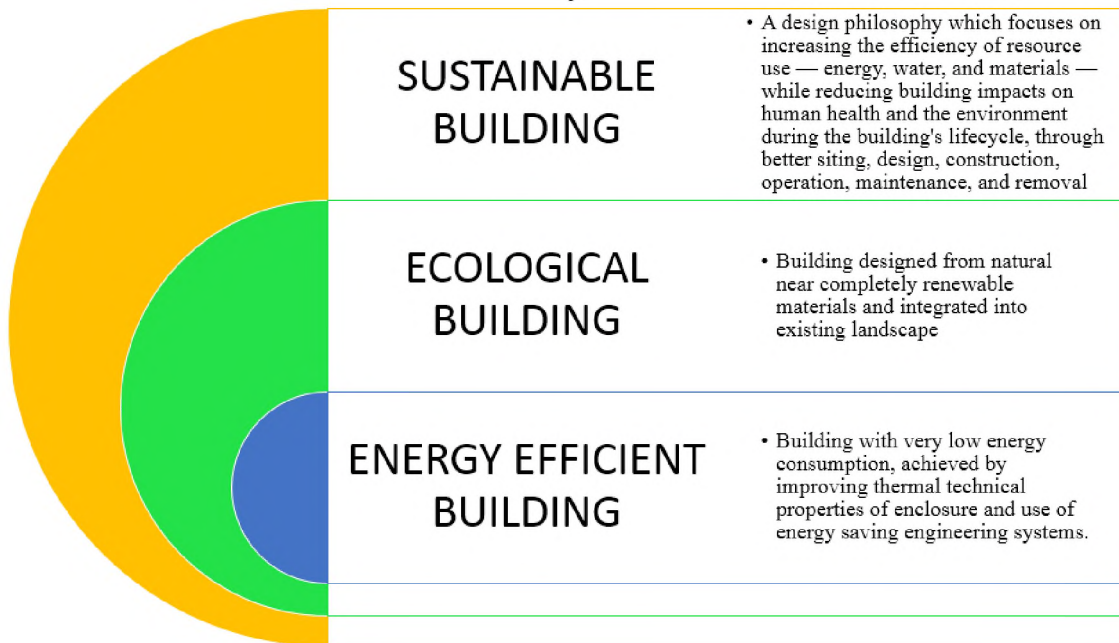 SUSTAINABLE
BUILDING
• A design philosophy which focuses on
increasing the efficiency of resource
use — energy, water, and materials —
while reducing building impacts on
human health and the environment
during the building's lifecycle, through
better siting, design, construction,
operation, maintenance, and removal
ECOLOGICAL
BUILDING
• Building designed from natural
near completely renewable
materials and integrated into
existing landscape
ENERGY EFFICIENT
BUILDING
• Building with very low energy
consumption, achieved by
improving thermal technical
properties of enclosure and use of
energy saving engineering systems.